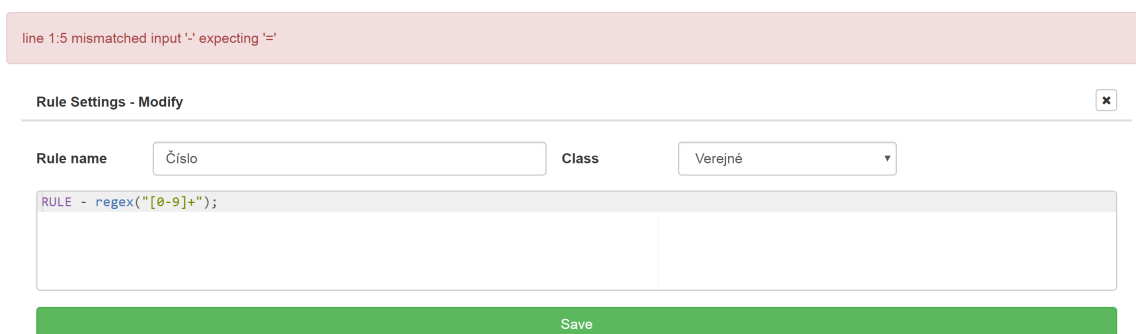 line 1:5 mismatched input '-' expecting '='
Rule Settings - Modify
Rule name Číslo Class Verejné
RULE - regex("[0-9]+");
Save